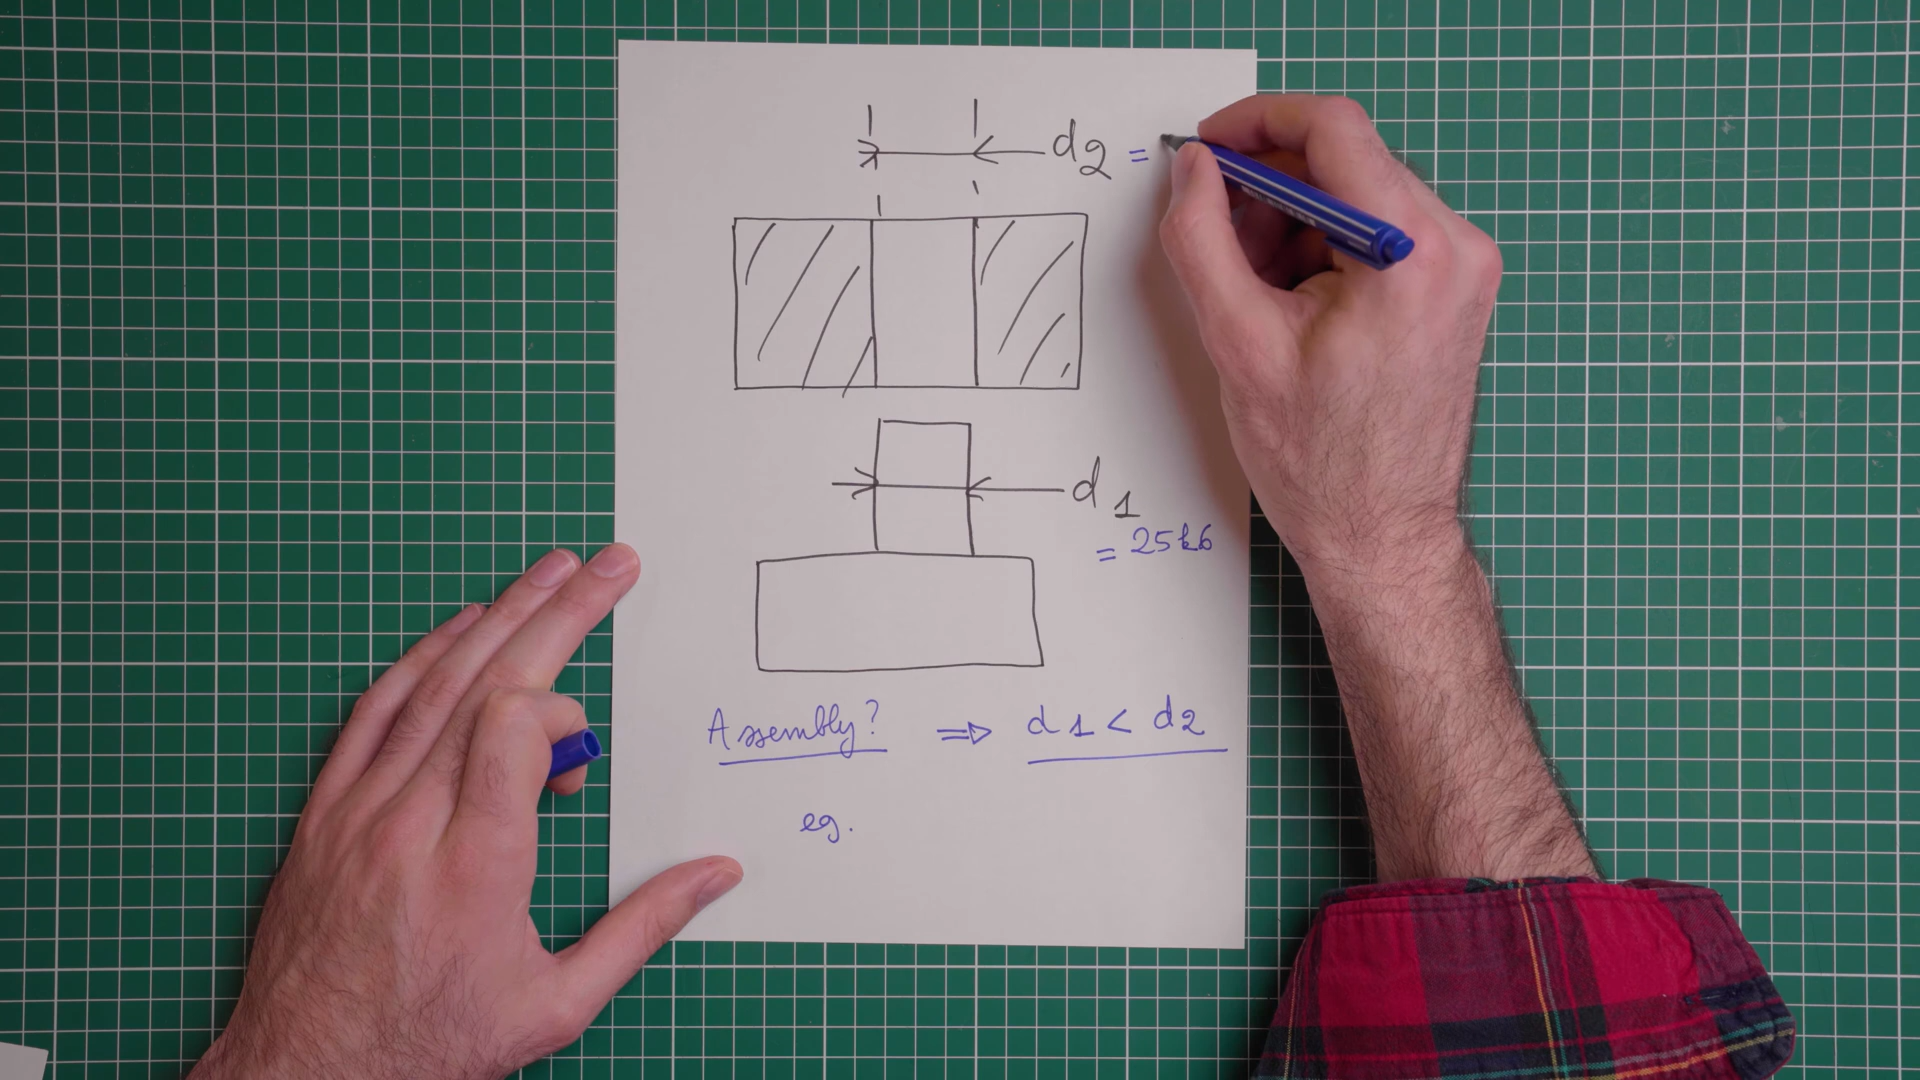 d2 =
d1
= 25k6
Assembly? ⇒ d1 < d2
eg.